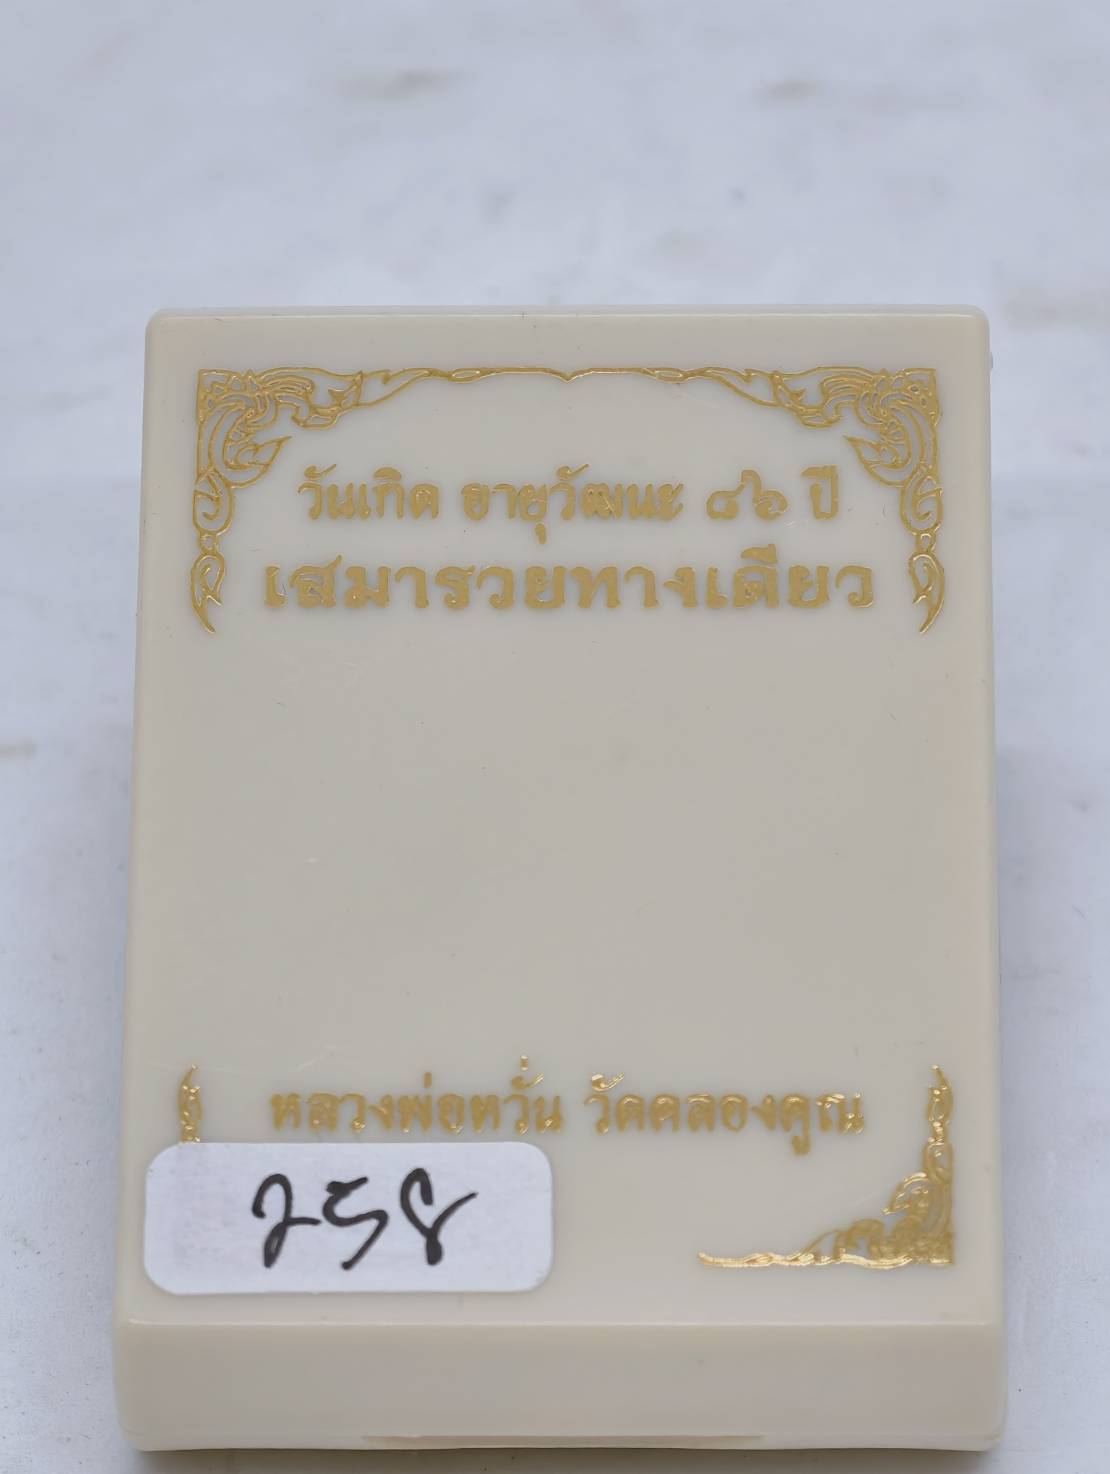 วันเกิด อายุวัฒนะ ๘๖ ปี
เสมารวยทางเดียว
หลวงพ่อหวั่น วัดคลองคูณ
258